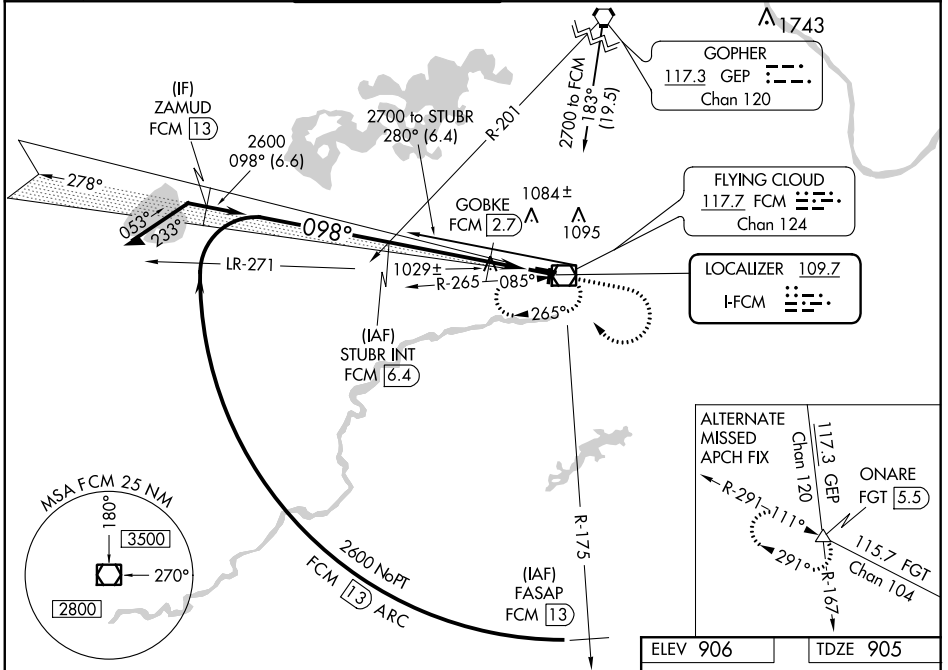 1743
GOPHER
117.3 GEP
Chan 120
(IF)
ZAMUD
FCM 13
2600
098° (6.6)
2700 to STUBR
280° (6.4)
R-201
2700 to FCM
183°
(19.5)
278°
053°
233°
098°
GOBKE
FCM 2.7
1084±
1095
FLYING CLOUD
117.7 FCM
Chan 124
LR-271
1029±
R-265
085°
265°
LOCALIZER 109.7
I-FCM
(IAF)
STUBR INT
FCM 6.4
MSA FCM 25 NM
180°
3500
270°
2800
2600 NoPT
FCM 13 ARC
R-175
(IAF)
FASAP
FCM 13
ALTERNATE
MISSED
APCH FIX
117.3 GEP
Chan 120
ONARE
FGT 5.5
R-291
111°
291°
R-167
115.7 FGT
Chan 104
ELEV 906
TDZE 905